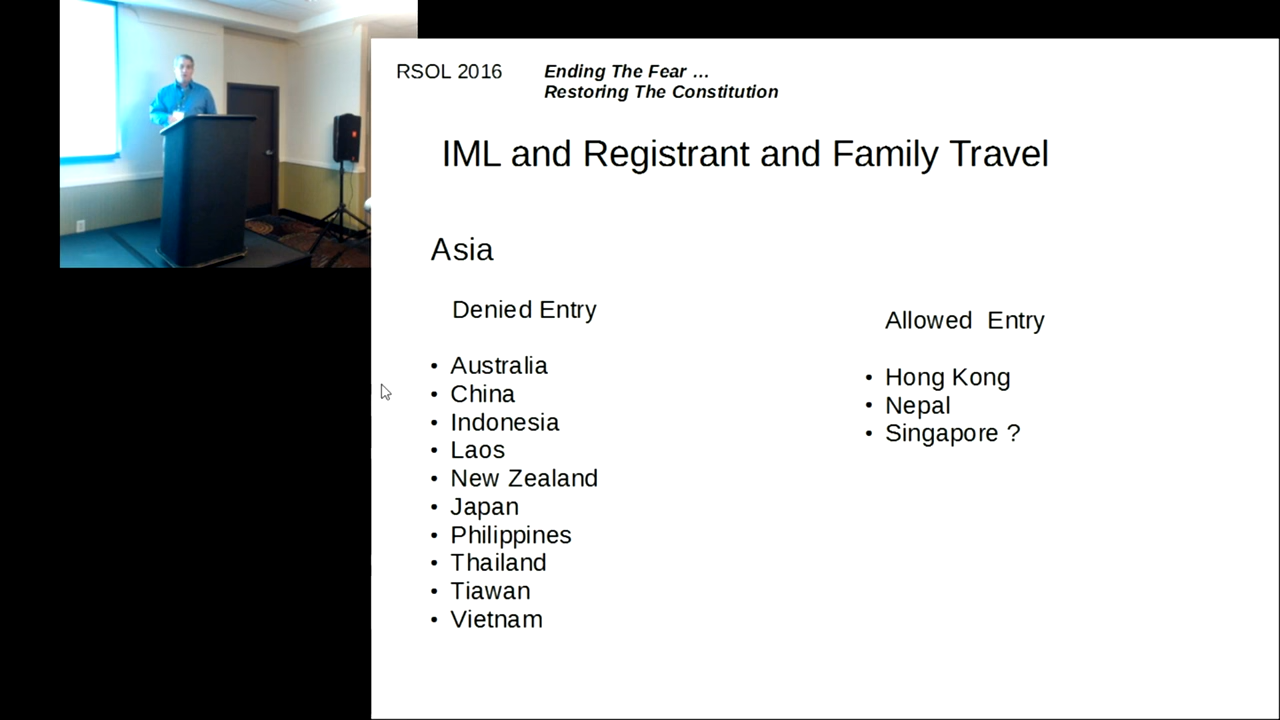 RSOL 2016
Ending The Fear ...
Restoring The Constitution
IML and Registrant and Family Travel
Asia
Denied Entry
• Australia
• China
• Indonesia
• Laos
• New Zealand
• Japan
• Philippines
• Thailand
• Tiawan
• Vietnam
Allowed Entry
• Hong Kong
• Nepal
• Singapore ?